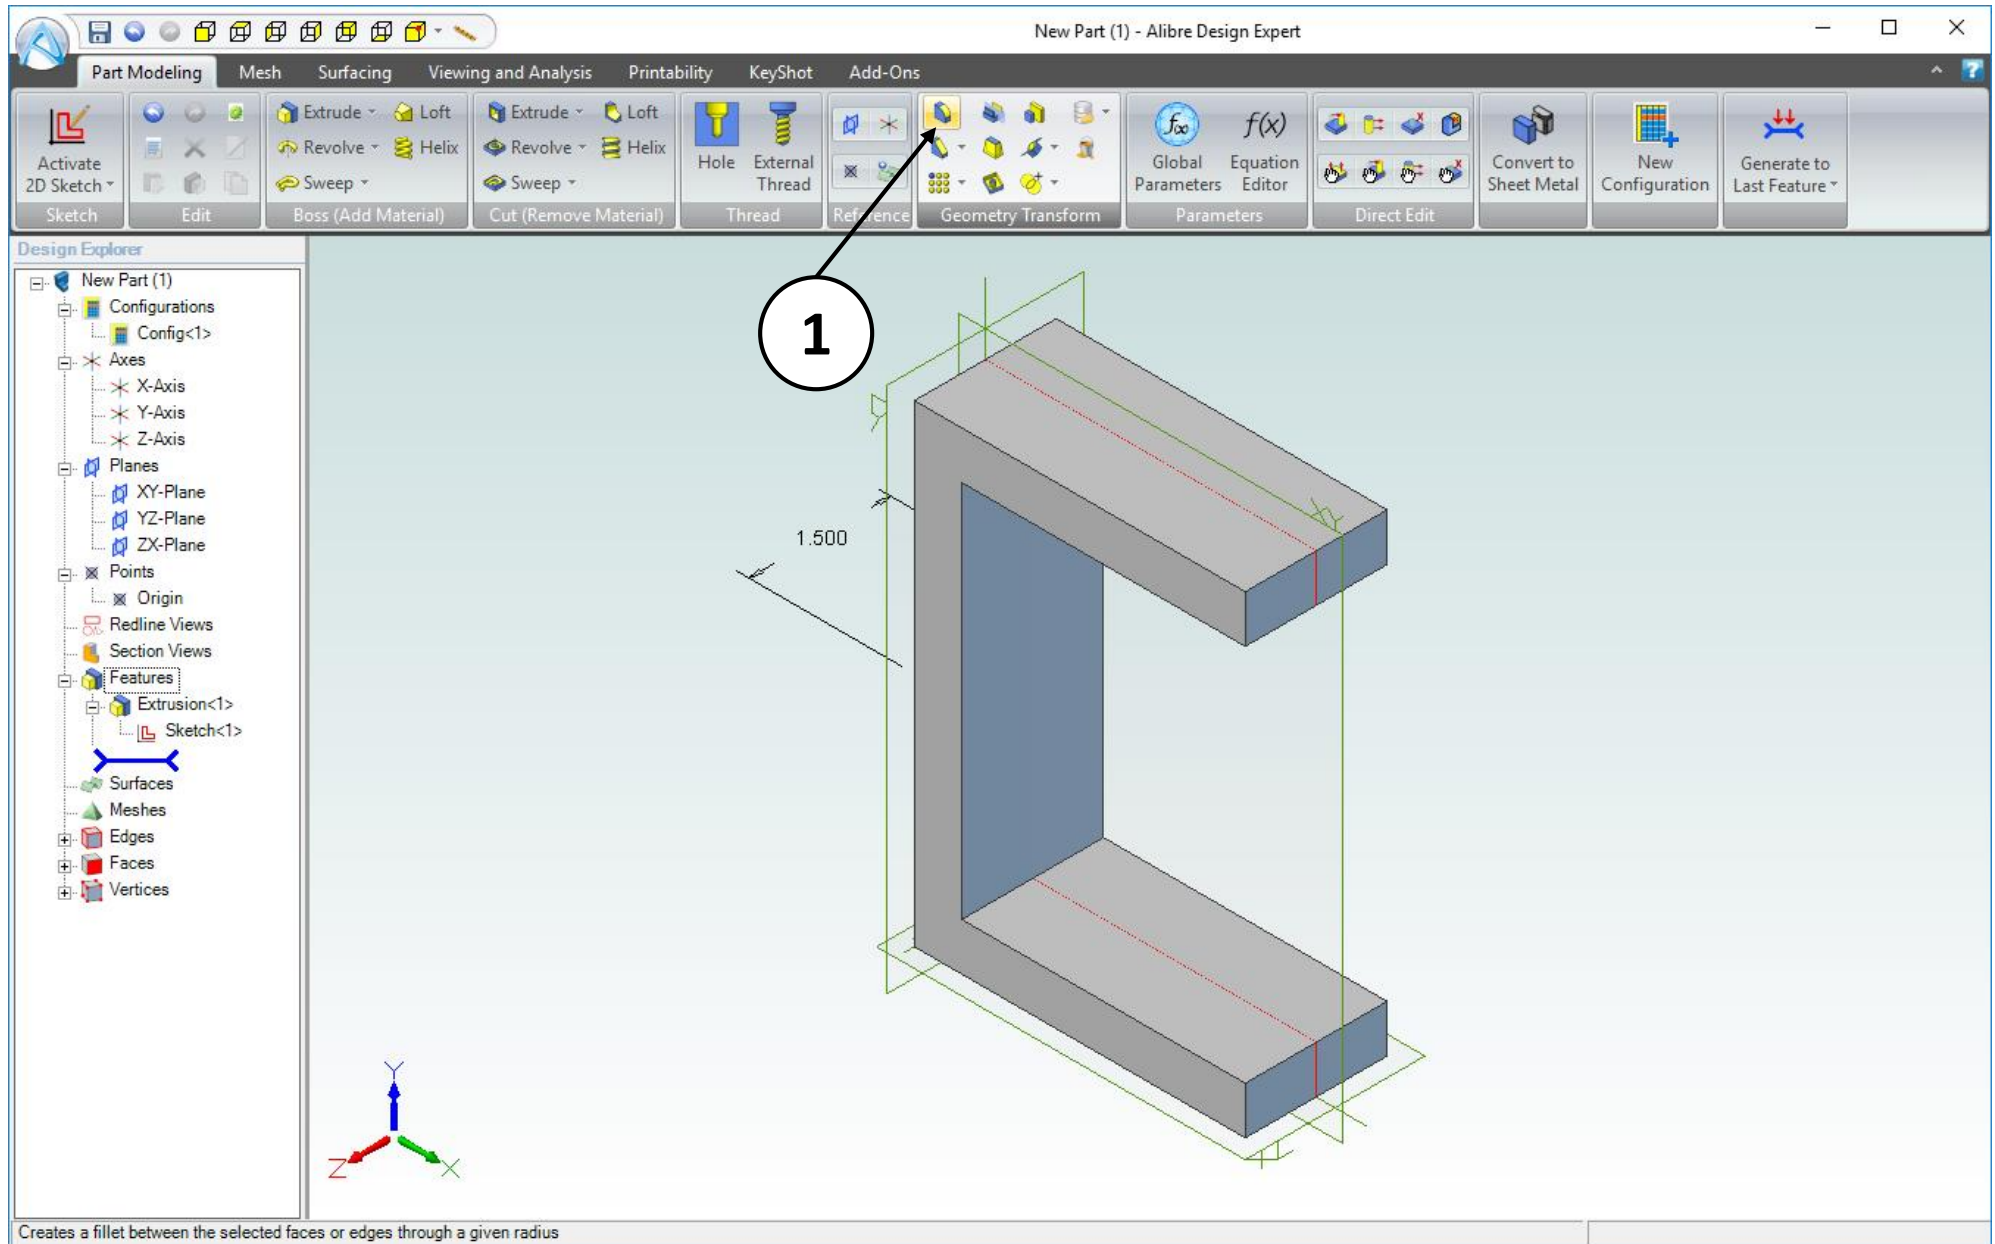 New Part (1) - Alibre Design Expert
Part Modeling Mesh Surfacing Viewing and Analysis Printability KeyShot Add-Ons
Activate
2D Sketch
Sketch
Edit
Extrude Loft
Revolve Helix
Sweep
Boss (Add Material)
Extrude Loft
Revolve Helix
Sweep
Cut (Remove Material)
Hole External
Thread
Thread
Reference
Geometry Transform
f∞ f(x)
Global Equation
Parameters Editor
Parameters
Direct Edit
Convert to
Sheet Metal
New
Configuration
Generate to
Last Feature
Design Explorer
New Part (1)
Configurations
Config<1>
Axes
X-Axis
Y-Axis
Z-Axis
Planes
XY-Plane
YZ-Plane
ZX-Plane
Points
Origin
Redline Views
Section Views
Features
Extrusion<1>
Sketch<1>
Surfaces
Meshes
Edges
Faces
Vertices
1
1.500
XY
Y
Z
X
Creates a fillet between the selected faces or edges through a given radius